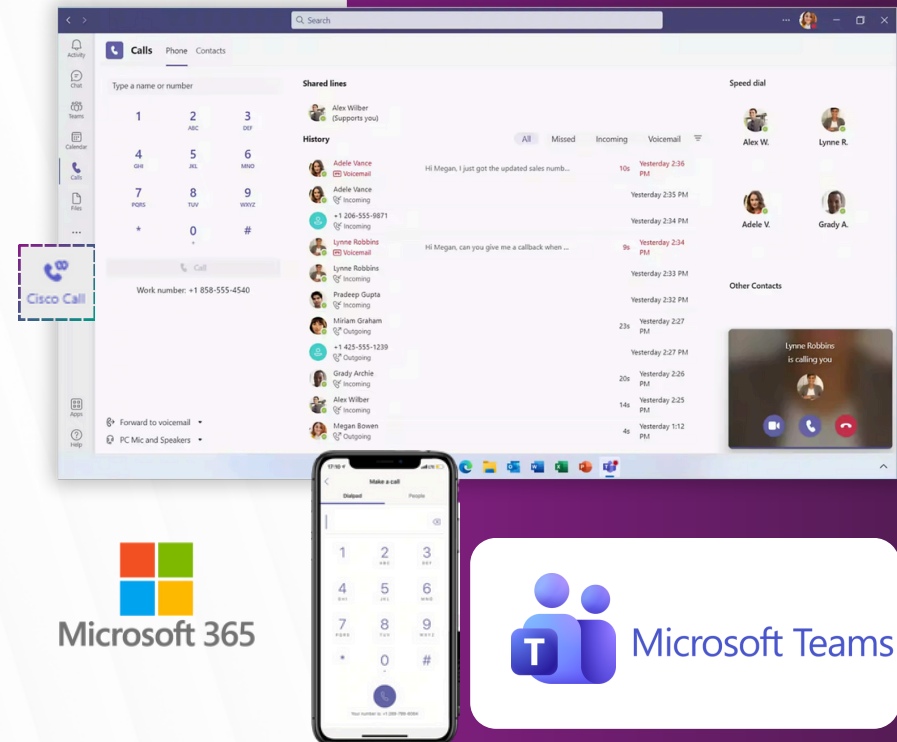 Search
Activity
Chat
Teams
Calendar
Calls
Files
Cisco Call
Apps
Help
Calls Phone Contacts
Type a name or number
1 2 3
ABC DEF
4 5 6
GHI JKL MNO
7 8 9
PQRS TUV WXYZ
* 0 #
+
Call
Work number: +1 858-555-4540
Forward to voicemail
PC Mic and Speakers
Shared lines
Alex Wilber
(Supports you)
History All Missed Incoming Voicemail
Adele Vance Hi Megan, I just got the updated sales numb... 10s Yesterday 2:36
Voicemail PM
Adele Vance Yesterday 2:35 PM
Incoming
+1 206-555-9871 Yesterday 2:34 PM
Incoming
Lynne Robbins Hi Megan, can you give me a callback when ... 9s Yesterday 2:34
Voicemail PM
Lynne Robbins Yesterday 2:33 PM
Incoming
Pradeep Gupta Yesterday 2:32 PM
Incoming
Miriam Graham 23s Yesterday 2:27
Outgoing PM
+1 425-555-1239 Yesterday 2:27 PM
Outgoing
Grady Archie 20s Yesterday 2:26
Incoming PM
Alex Wilber 14s Yesterday 2:25
Incoming PM
Megan Bowen 4s Yesterday 1:12
Outgoing PM
Speed dial
Alex W. Lynne R.
Adele V. Grady A.
Other Contacts
Lynne Robbins
is calling you
17:10
Make a call
Dialpad People
1 2 3
ABC DEF
4 5 6
GHI JKL MNO
7 8 9
PQRS TUV WXYZ
* 0 #
+
Microsoft 365
T Microsoft Teams